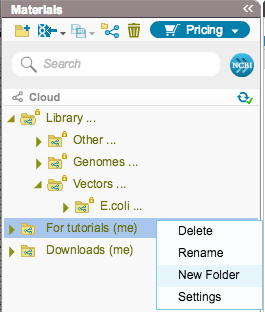 Materials <<
Pricing
Search
NCBI
Cloud
Library ...
Other ...
Genomes ...
Vectors ...
E.coli ...
For tutorials (me)
Downloads (me)
Delete
Rename
New Folder
Settings